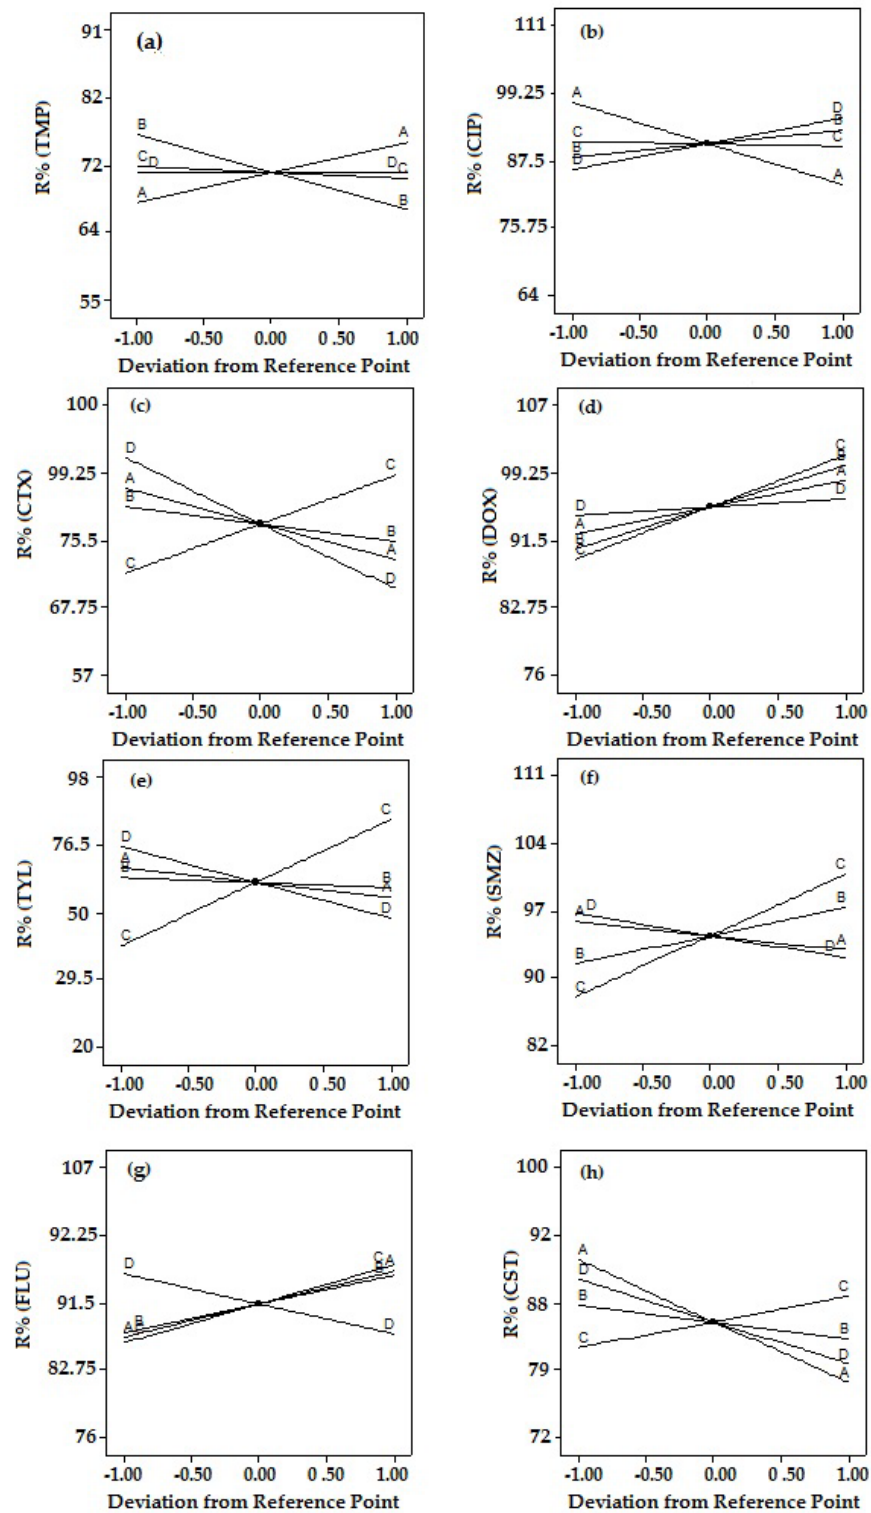 (a)
R% (TMP)
91
82
72
64
55
B
C
D
A
A
D
C
B
-1.00 -0.50 0.00 0 .50 1.00
Deviation from Reference Point
(b)
R% (CIP)
111
99.25
87.5
75.75
64
A
C
B
D
D
B
C
A
-1.00 -0.50 0.00 0 .50 1.00
Deviation from Reference Point
(c)
R% (CTX)
100
99.25
75.5
67.75
57
D
A
B
C
C
B
A
D
-1.00 -0.50 0.00 0 .50 1.00
Deviation from Reference Point
(d)
R% (DOX)
107
99.25
91.5
82.75
76
D
A
B
C
C
B
A
D
-1.00 -0.50 0.00 0 .50 1.00
Deviation from Reference Point
(e)
R% (TYL)
98
76.5
50
29.5
20
D
A
B
C
C
B
A
D
-1.00 -0.50 0.00 0 .50 1.00
Deviation from Reference Point
(f)
R% (SMZ)
111
104
97
90
82
A D
B
C
C
B
D A
-1.00 -0.50 0.00 0 .50 1.00
Deviation from Reference Point
(g)
R% (FLU)
107
92.25
91.5
82.75
76
D
A B
C A
B
D
-1.00 -0.50 0.00 0 .50 1.00
Deviation from Reference Point
(h)
R% (CST)
100
92
88
79
72
A
D
B
C
C
B
D
A
-1.00 -0.50 0.00 0 .50 1.00
Deviation from Reference Point